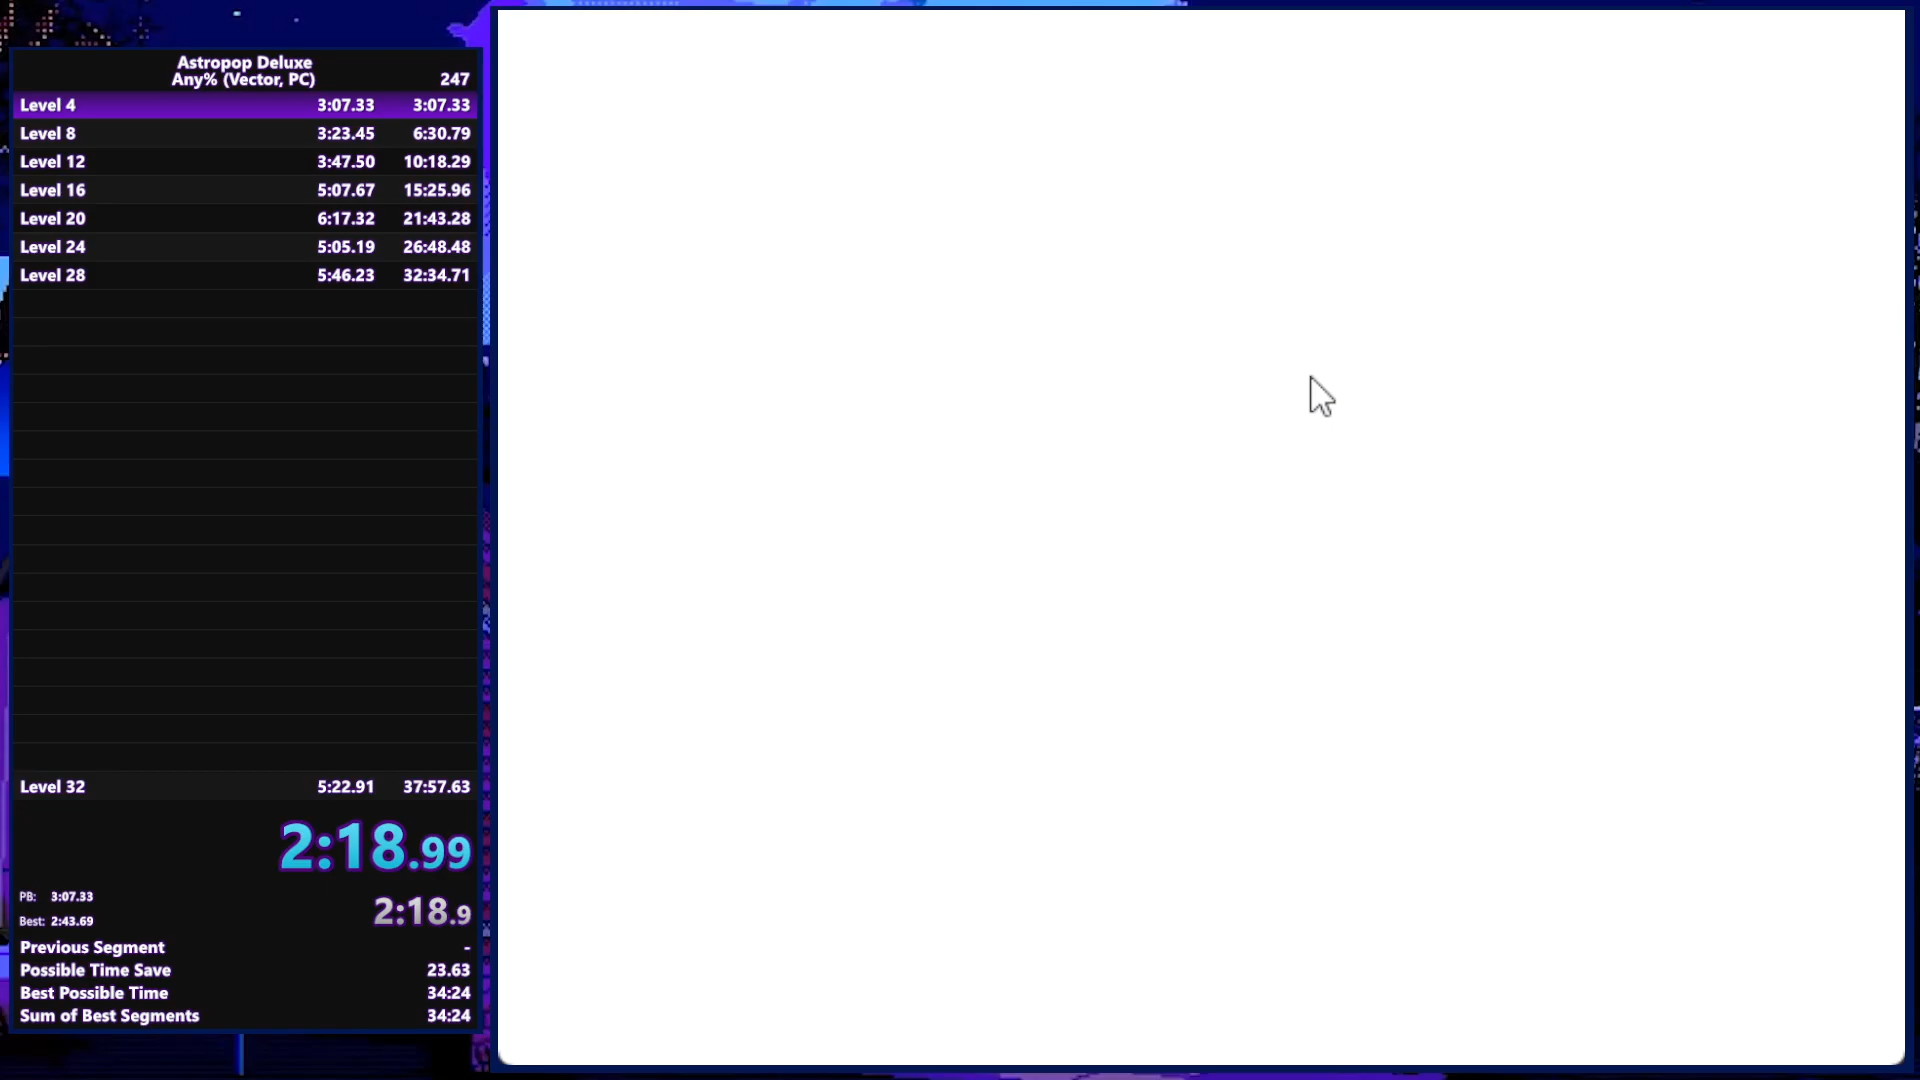 Astropop Deluxe
Any% (Vector, PC) 247
Level 4 3:07.33 3:07.33
Level 8 3:23.45 6:30.79
Level 12 3:47.50 10:18.29
Level 16 5:07.67 15:25.96
Level 20 6:17.32 21:43.28
Level 24 5:05.19 26:48.48
Level 28 5:46.23 32:34.71
Level 32 5:22.91 37:57.63
2:18.99
PB: 3:07.33
2:18.9
Best: 2:43.69
Previous Segment -
Possible Time Save 23.63
Best Possible Time 34:24
Sum of Best Segments 34:24